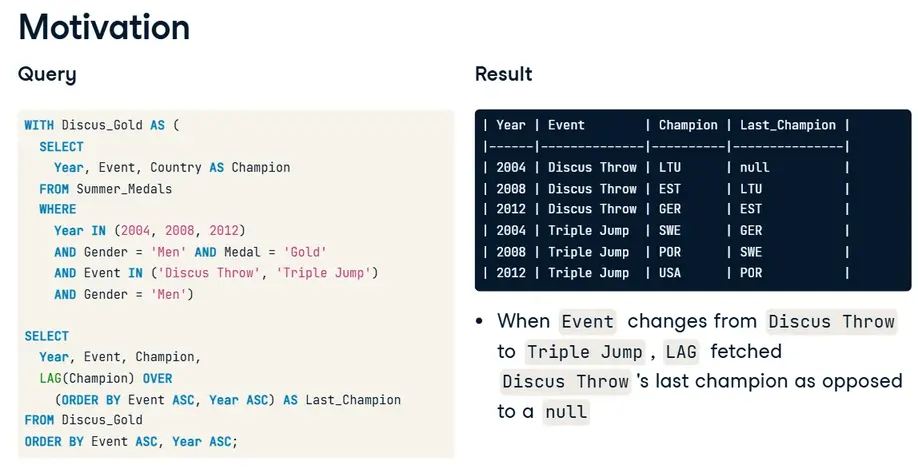 Motivation
Query
WITH Discus_Gold AS (
  SELECT
    Year, Event, Country AS Champion
  FROM Summer_Medals
  WHERE
    Year IN (2004, 2008, 2012)
    AND Gender = 'Men' AND Medal = 'Gold'
    AND Event IN ('Discus Throw', 'Triple Jump')
    AND Gender = 'Men')
SELECT
  Year, Event, Champion,
  LAG(Champion) OVER
    (ORDER BY Event ASC, Year ASC) AS Last_Champion
FROM Discus_Gold
ORDER BY Event ASC, Year ASC;
Result
| Year | Event        | Champion | Last_Champion |
|------|--------------|----------|---------------|
| 2004 | Discus Throw | LTU      | null          |
| 2008 | Discus Throw | EST      | LTU           |
| 2012 | Discus Throw | GER      | EST           |
| 2004 | Triple Jump  | SWE      | GER           |
| 2008 | Triple Jump  | POR      | SWE           |
| 2012 | Triple Jump  | USA      | POR           |
• When Event changes from Discus Throw
to Triple Jump , LAG fetched
Discus Throw 's last champion as opposed
to a null